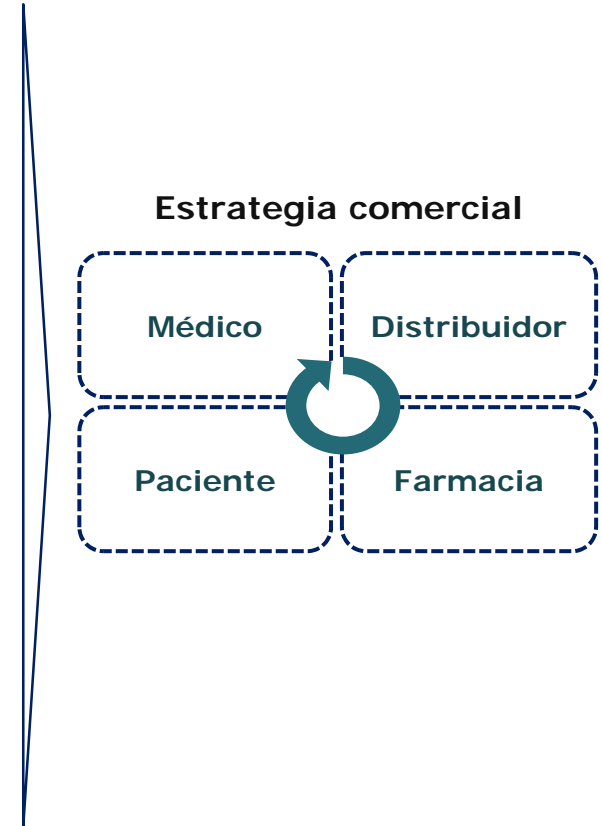 Estrategia comercial
Médico
Distribuidor
Paciente
Farmacia